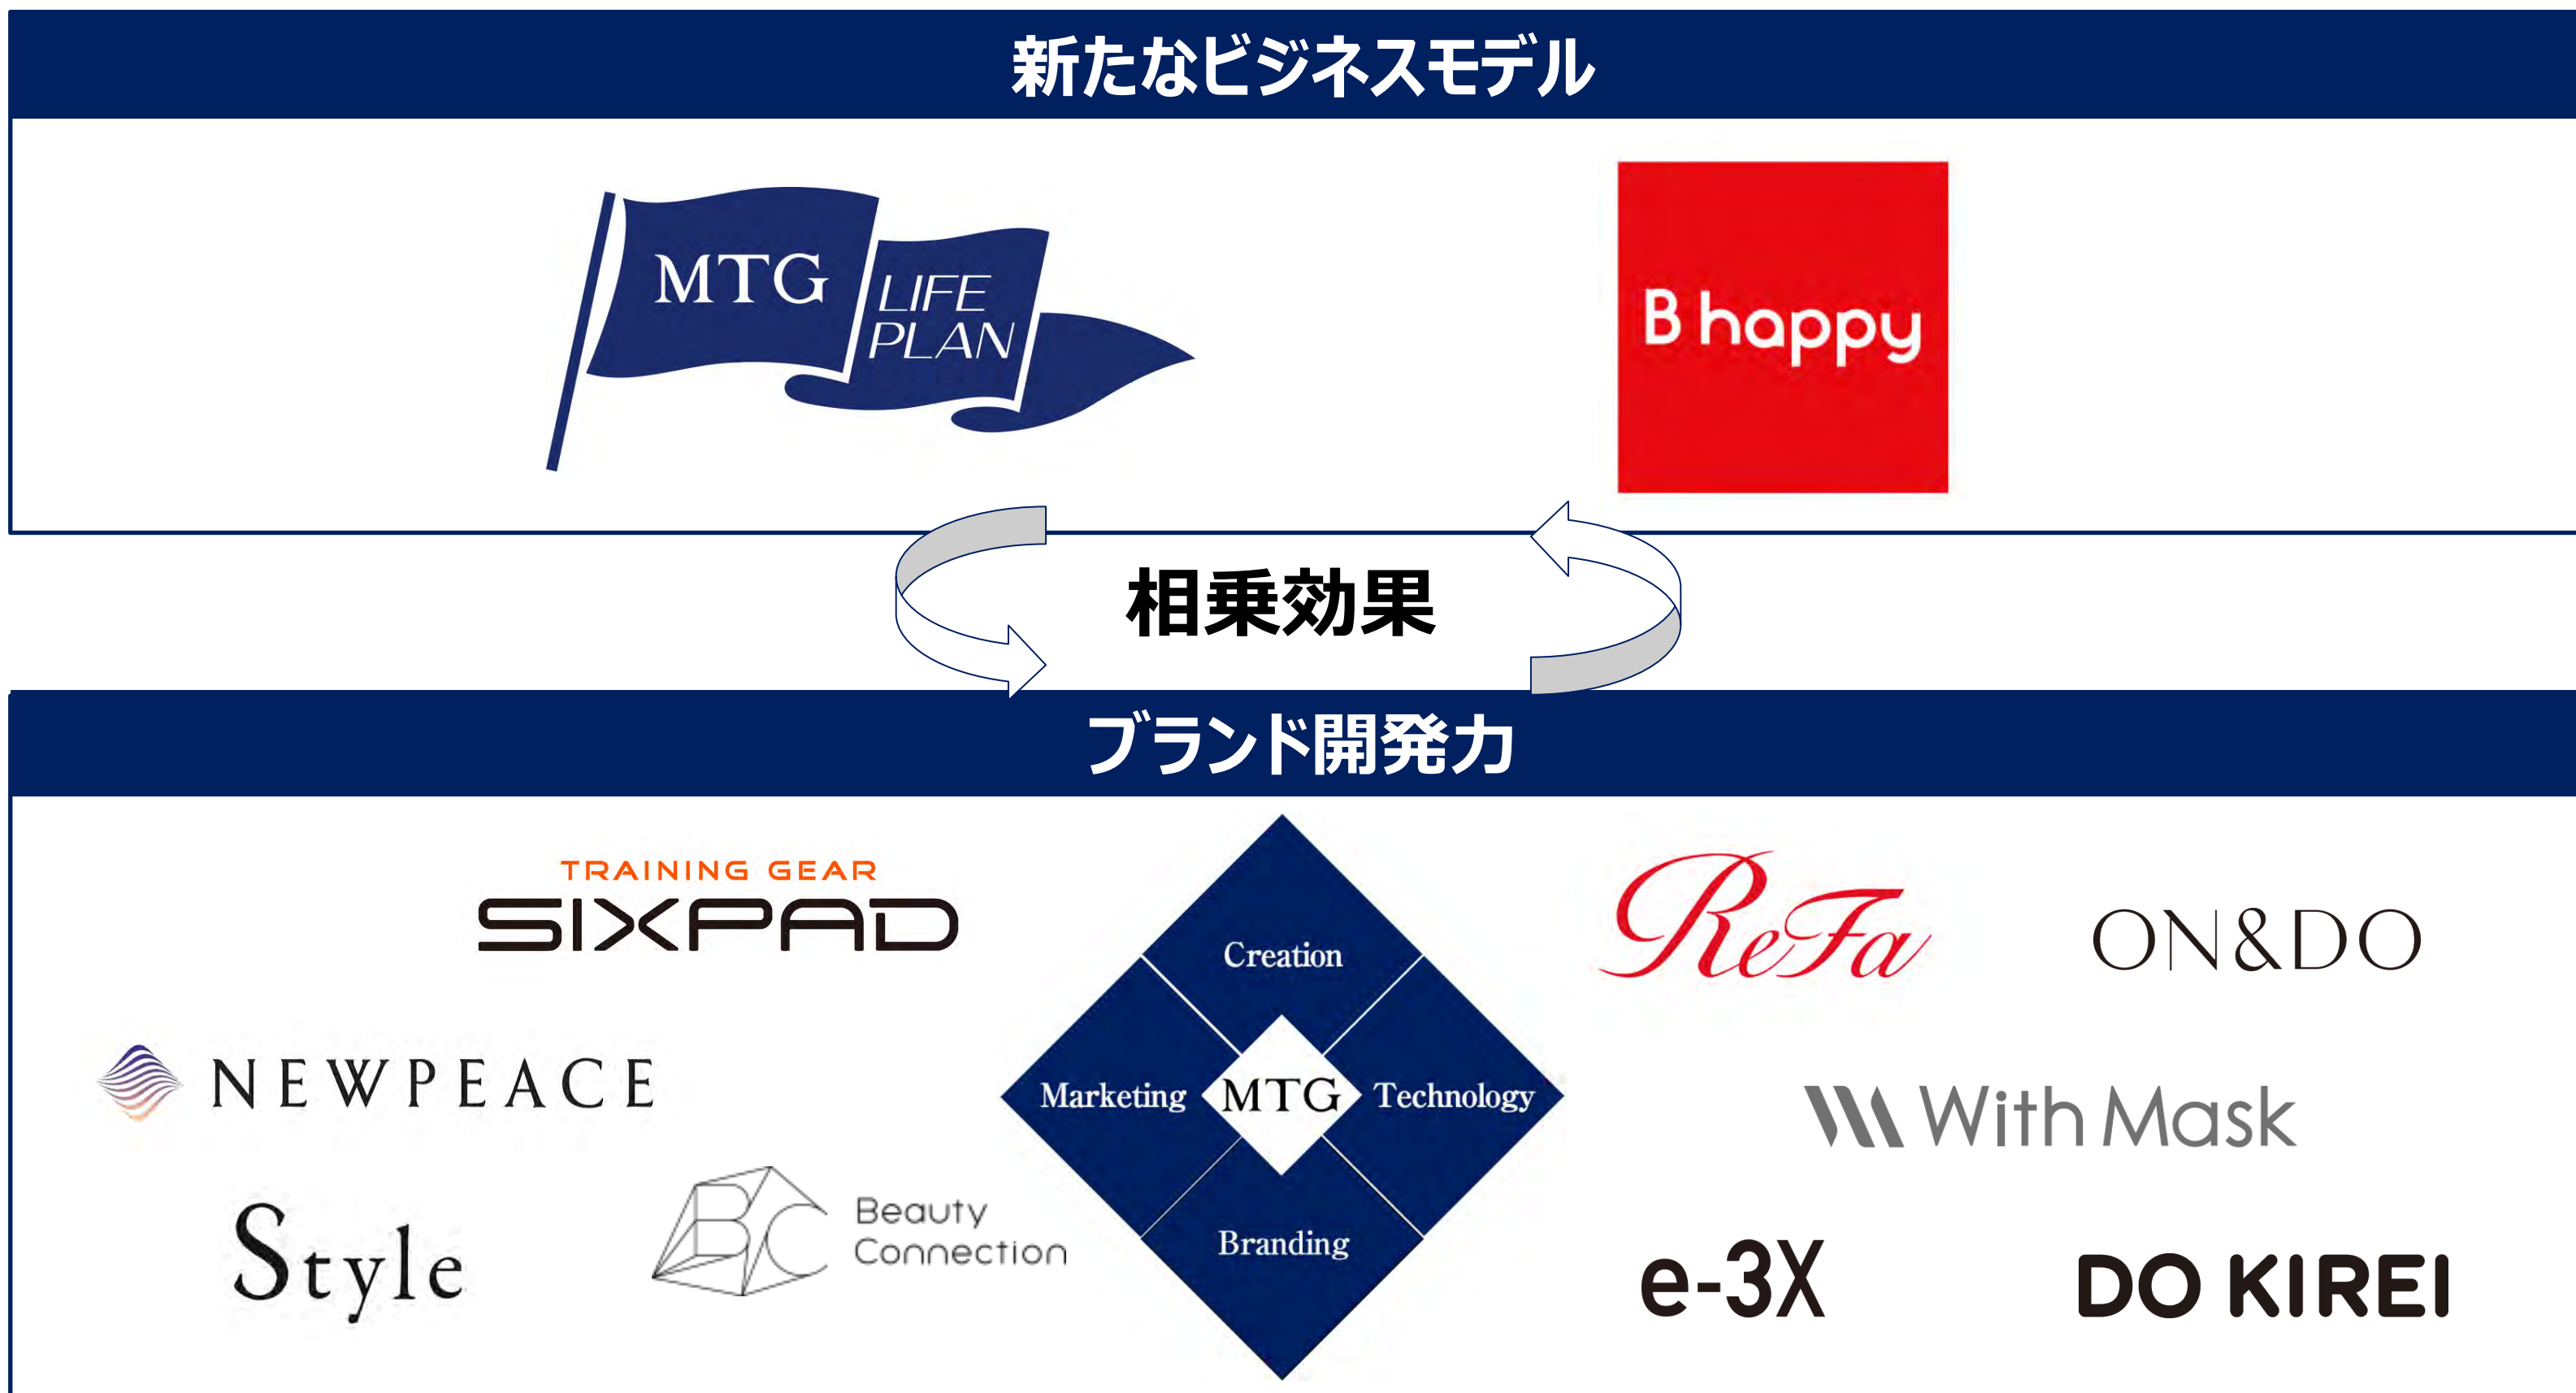 新たなビジネスモデル
MTG
LIFE
PLAN
B happy
相乗効果
ブランド開発力
TRAINING GEAR
SIXPAD
NEWPEACE
Style
BC
Beauty
Connection
Creation
Marketing
MTG
Technology
Branding
ReFa
ON&DO
With Mask
e-3X
DO KIREI